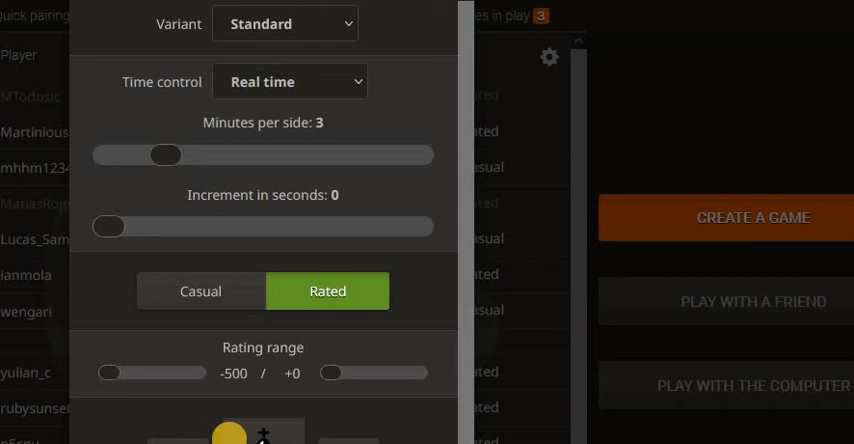 Quick pairing
es in play 3
Variant Standard
Player
Time control Real time
MTodosic
Minutes per side: 3
Martinious
mhhm1234
Increment in seconds: 0
MatiasRojo
CREATE A GAME
Lucas_Sam
ianmola
Casual Rated
PLAY WITH A FRIEND
wengari
Rating range
yulian_c
-500 / +0
PLAY WITH THE COMPUTER
rubysunset